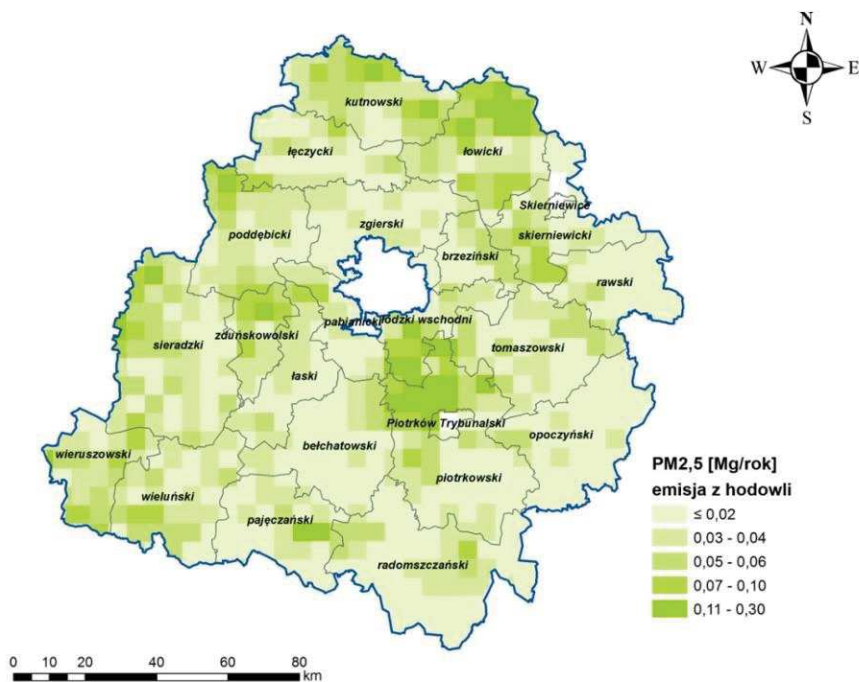 N
W E
S
kutnowski
łęczycki
łowicki
Skierniewice
poddębicki
zgierski
skierniewicki
brzeziński
rawski
pabianicki
łódzki wschodni
sieradzki
zduńskowolski
tomaszowski
łaski
Piotrków Trybunalski
opoczyński
bełchatowski
wieruszowski
piotrkowski
wieluński
pajęczański
radomszczański
PM2,5 [Mg/rok]
emisja z hodowli
≤ 0,02
0,03 - 0,04
0,05 - 0,06
0,07 - 0,10
0,11 - 0,30
0 5 10 20 40 60 80
km